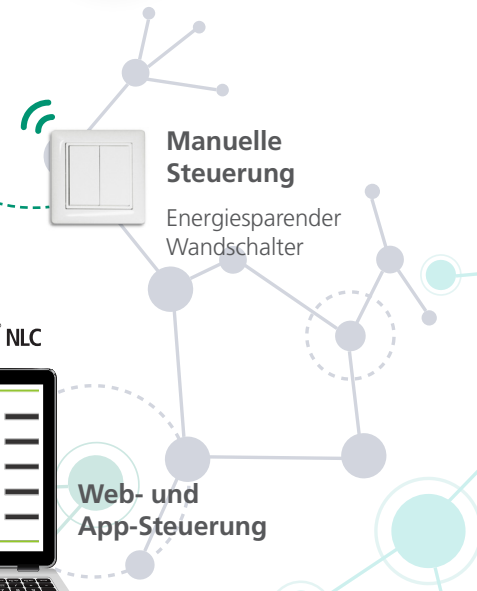 Manuelle
Steuerung
Energiesparender
Wandschalter
NLC
Web- und
App-Steuerung